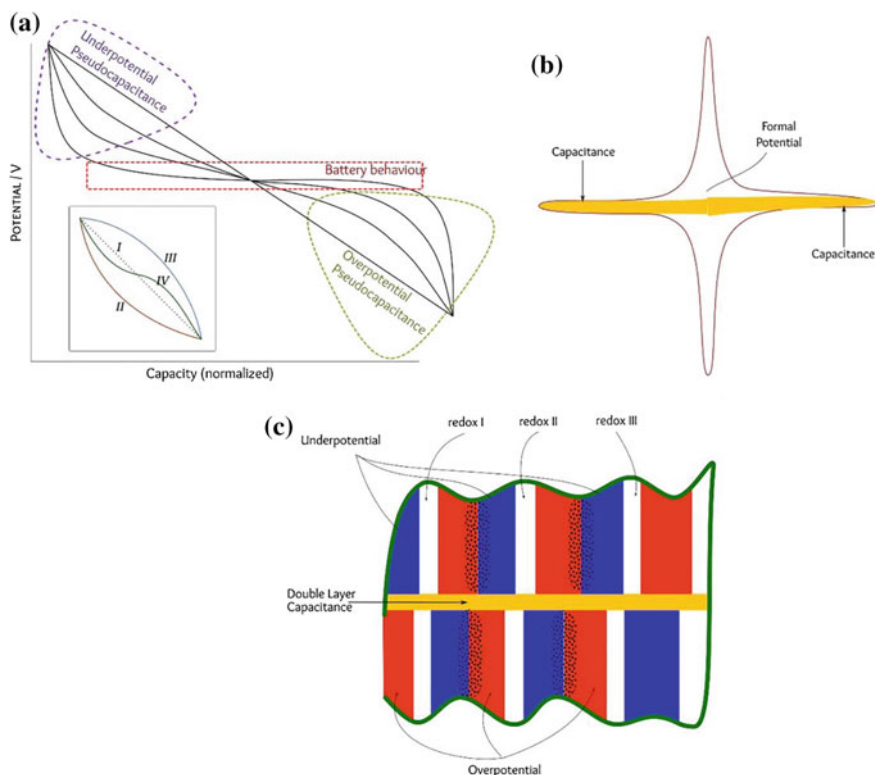 (a)
Underpotential
Pseudocapacitance
Battery behaviour
POTENTIAL / V
I
III
IV
II
Overpotential
Pseudocapacitance
Capacity (normalized)
(b)
Formal
Potential
Capacitance
Capacitance
(c)
redox I
redox II
redox III
Underpotential
Double Layer
Capacitance
Overpotential